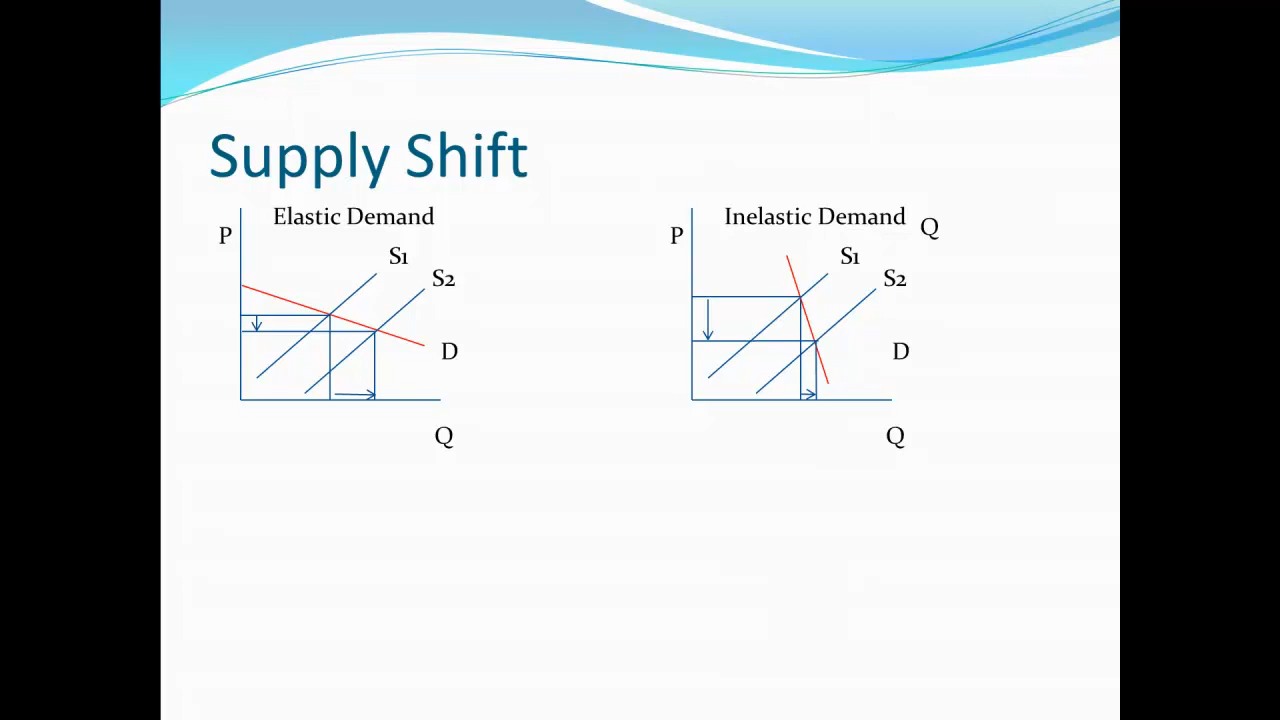 Supply Shift
Elastic Demand
P
S1
S2
D
Q
Inelastic Demand
Q
P
S1
S2
D
Q